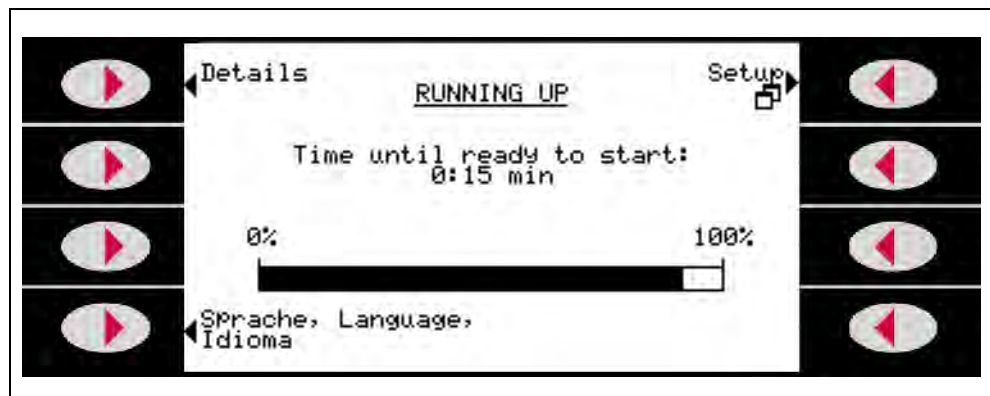 Details
RUNNING UP
Setup
Time until ready to start:
0:15 min
0%
100%
Sprache, Language,
Idioma